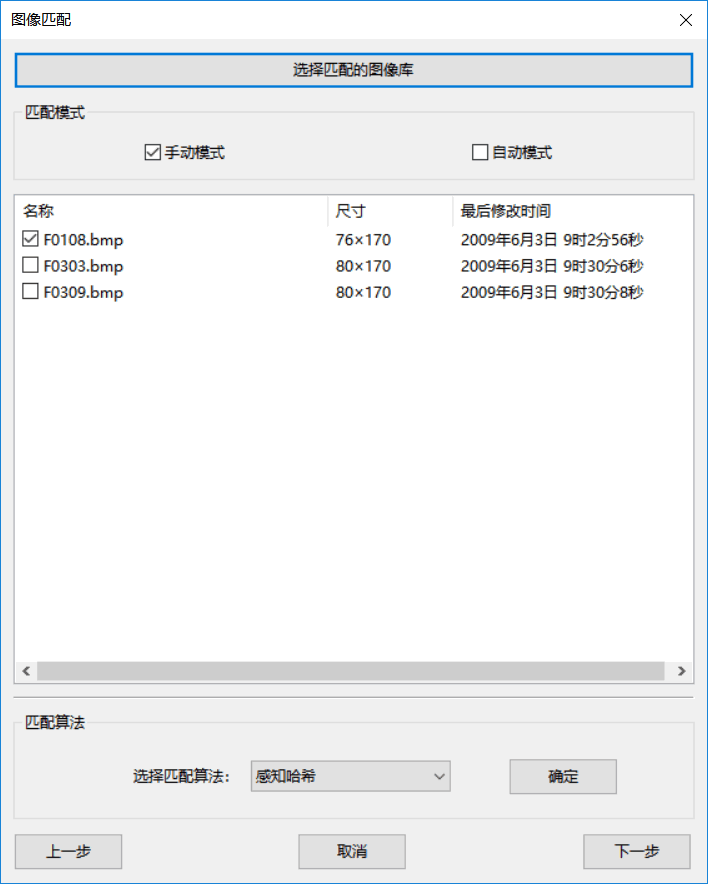 图像匹配
选择匹配的图像库
匹配模式
手动模式 自动模式
名称 尺寸 最后修改时间
F0108.bmp 76×170 2009年6月3日 9时2分56秒
F0303.bmp 80×170 2009年6月3日 9时30分6秒
F0309.bmp 80×170 2009年6月3日 9时30分8秒
匹配算法
选择匹配算法： 感知哈希 确定
上一步 取消 下一步